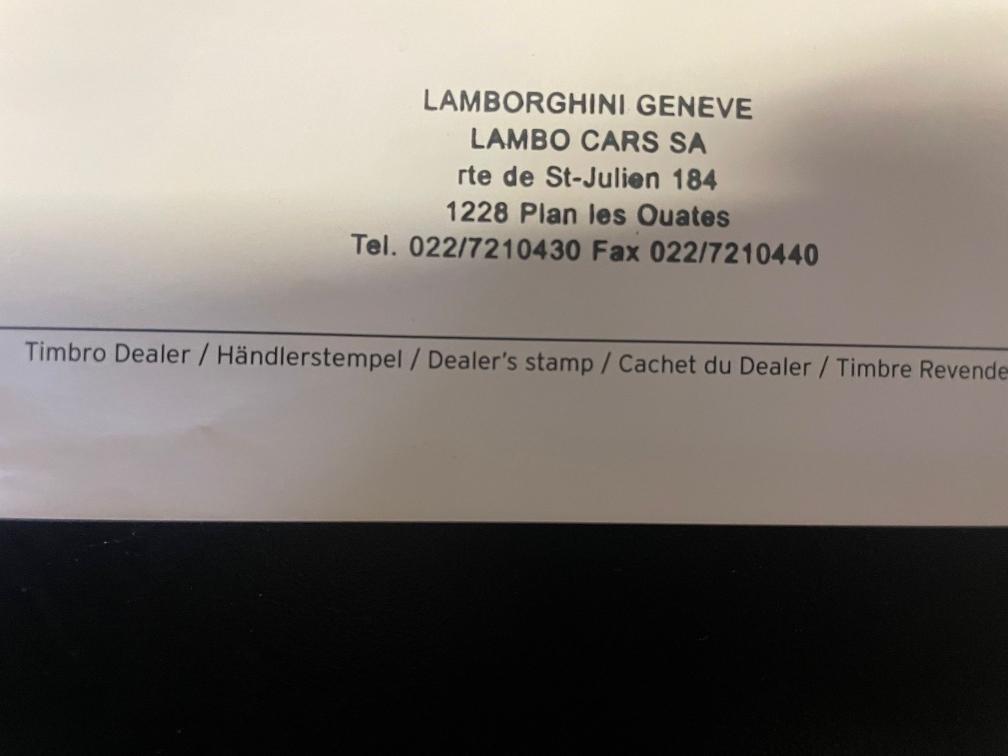 LAMBORGHINI GENEVE
LAMBO CARS SA
rte de St-Julien 184
1228 Plan les Ouates
Tel. 022/7210430 Fax 022/7210440
Timbro Dealer / Händlerstempel / Dealer's stamp / Cachet du Dealer / Timbre Revende